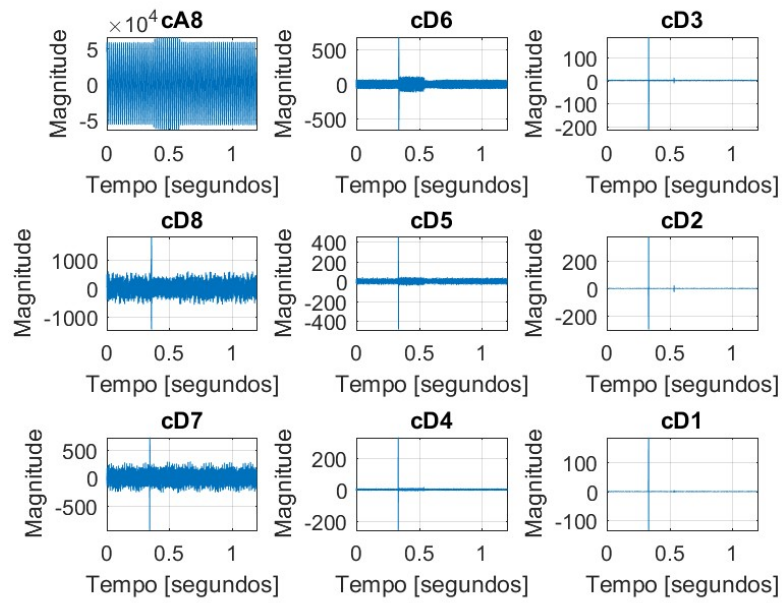 ×10⁴ cA8
Magnitude
5
0
-5
0 0.5 1
Tempo [segundos]
cD6
Magnitude
500
0
-500
0 0.5 1
Tempo [segundos]
cD3
Magnitude
100
0
-100
-200
0 0.5 1
Tempo [segundos]
cD8
Magnitude
1000
0
-1000
0 0.5 1
Tempo [segundos]
cD5
Magnitude
400
200
0
-200
-400
0 0.5 1
Tempo [segundos]
cD2
Magnitude
200
0
-200
0 0.5 1
Tempo [segundos]
cD7
Magnitude
500
0
-500
0 0.5 1
Tempo [segundos]
cD4
Magnitude
200
0
-200
0 0.5 1
Tempo [segundos]
cD1
Magnitude
100
0
-100
0 0.5 1
Tempo [segundos]